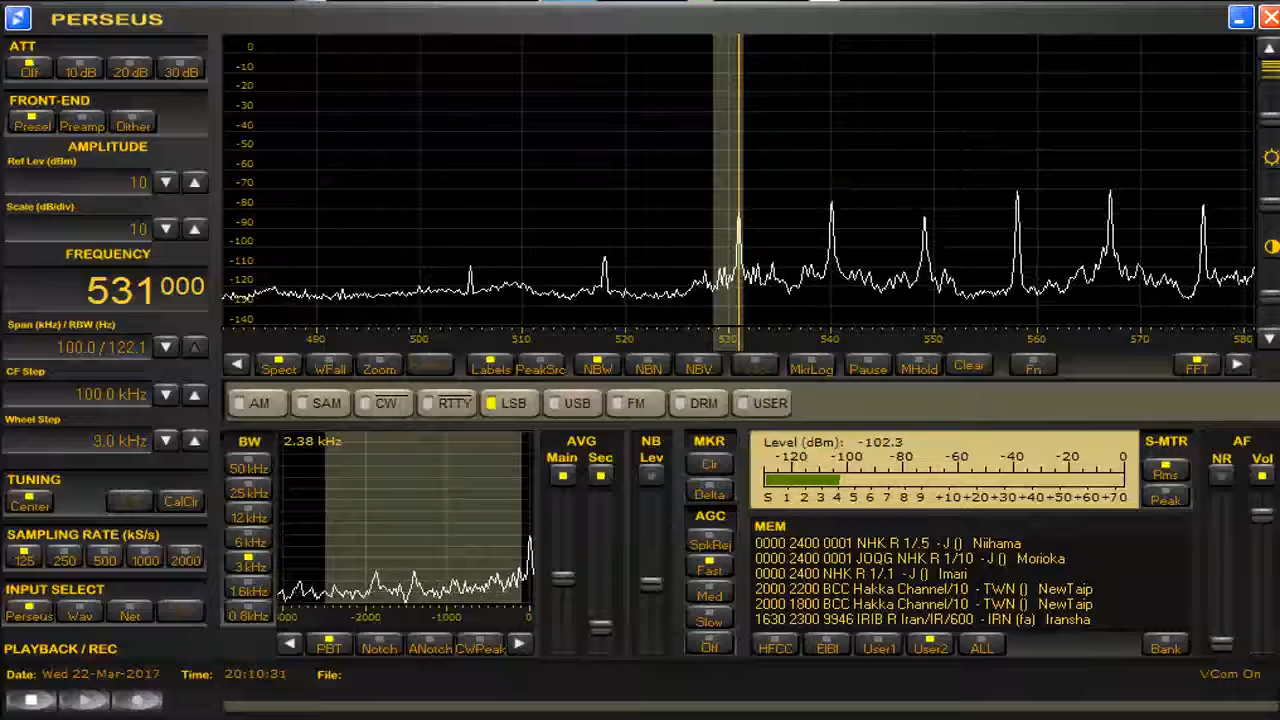 PERSEUS
ATT
Off 10 dB 20 dB 30 dB
FRONT-END
Presel Preamp Dither
AMPLITUDE
Ref Lev (dBm)
10
Scale (dB/div)
10
FREQUENCY
531 000
Span (kHz) / RBW (Hz)
100.0 / 122.1
CF Step
100.0 kHz
Wheel Step
9.0 kHz
TUNING
Center CalClr
SAMPLING RATE (kS/s)
125 250 500 1000 2000
INPUT SELECT
Perseus Wav Net
PLAYBACK / REC
0
-10
-20
-30
-40
-50
-60
-70
-80
-90
-100
-110
-120
-130
-140
490 500 510 520 530 540 550 560 570 580
Spect WFall Zoom Labels PeakSrc NBW NBN NBV MkrLog Pause MHold Clear Fn FFT
AM SAM CW RTTY LSB USB FM DRM USER
BW
50 kHz
25 kHz
12 kHz
6 kHz
3 kHz
1.6kHz
0.8kHz
2.38 kHz
-2000 -1000 0
PBT Notch ANotch CWPeak
AVG
Main Sec
NB
Lev
MKR
Clr
Delta
AGC
SpkRej
Fast
Med
Slow
Off
Level (dBm): -102.3
-120 -100 -80 -60 -40 -20 0
S 1 2 3 4 5 6 7 8 9 +10 +20 +30 +40 +50 +60 +70
S-MTR
Rms
Peak
AF
NR Vol
MEM
0000 2400 0001 NHK R 1/.5 - J () Niihama
0000 2400 0001 JOQG NHK R 1/10 - J () Morioka
0000 2400 NHK R 1/.1 - J () Imari
2000 2200 BCC Hakka Channel/10 - TWN () NewTaip
2000 1800 BCC Hakka Channel/10 - TWN () NewTaip
1630 2300 9946 IRIB R Iran/IR/600 - IRN (fa) Iransha
HFCC EIBI User1 User2 ALL Bank
Date: Wed 22-Mar-2017 Time: 20:10:31 File: VCom On